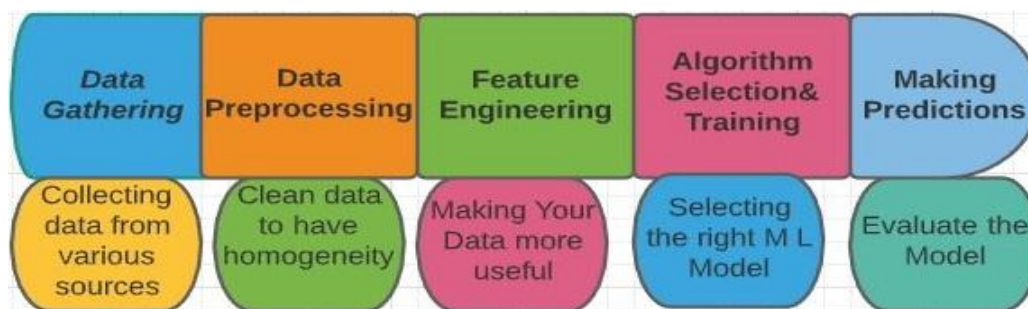 Data
Gathering
Data
Preprocessing
Feature
Engineering
Algorithm
Selection&
Training
Making
Predictions
Collecting
data from
various
sources
Clean data
to have
homogeneity
Making Your
Data more
useful
Selecting
the right M L
Model
Evaluate the
Model